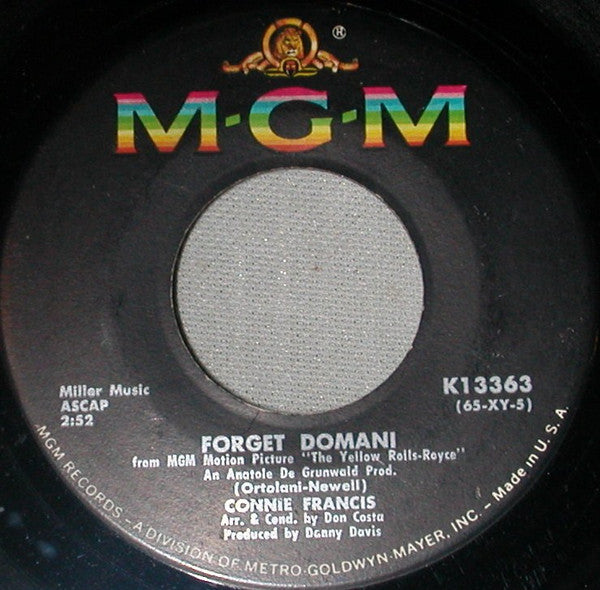 ®
M·G·M
Miller Music
ASCAP
2:52
K13363
(65-XY-5)
FORGET DOMANI
from MGM Motion Picture "The Yellow Rolls-Royce"
An Anatole De Grunwald Prod.
(Ortolani-Newell)
CONNIE FRANCIS
Arr. & Cond. by Don Costa
Produced by Danny Davis
MGM RECORDS - A DIVISION OF METRO-GOLDWYN-MAYER, INC. - Made in U. S. A.